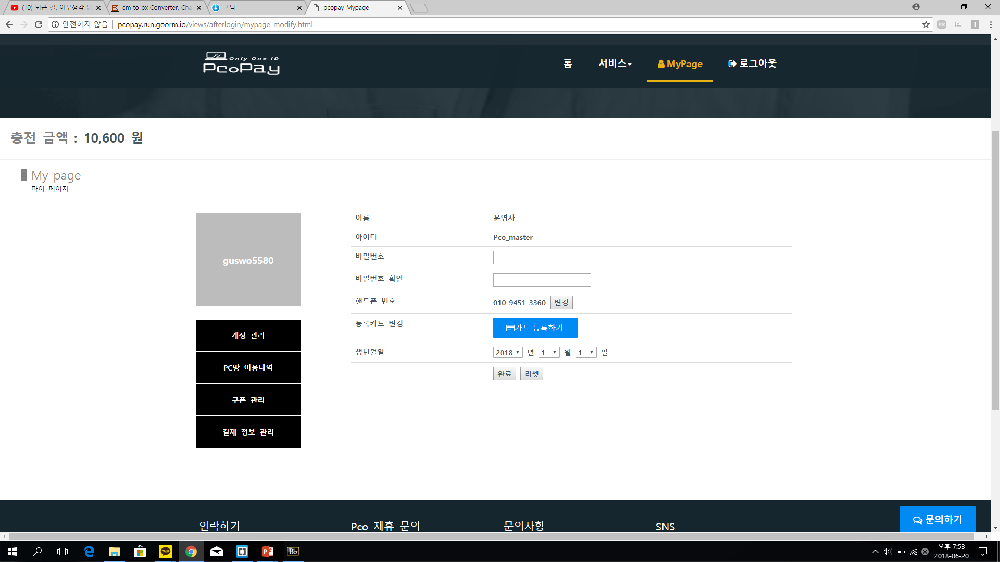 (10) 퇴근 길, 아무생각 없
cm to px Converter, Cha
고딕
pcopay Mypage
안전하지 않음
pcopay.run.goorm.io/views/afterlogin/mypage_modify.html
Only One ID
PcoPay
홈
서비스
MyPage
로그아웃
충전 금액 : 10,600 원
My page
마이 페이지
guswo5580
계정 관리
PC방 이용내역
쿠폰 관리
결제 정보 관리
이름 운영자
아이디 Pco_master
비밀번호
비밀번호 확인
핸드폰 번호 010-9451-3360 변경
등록카드 변경 카드 등록하기
생년월일 2018 년 1 월 1 일
완료 리셋
연락하기
Pco 제휴 문의
문의사항
SNS
문의하기
TALK
Bb
오후 7:53
2018-06-20